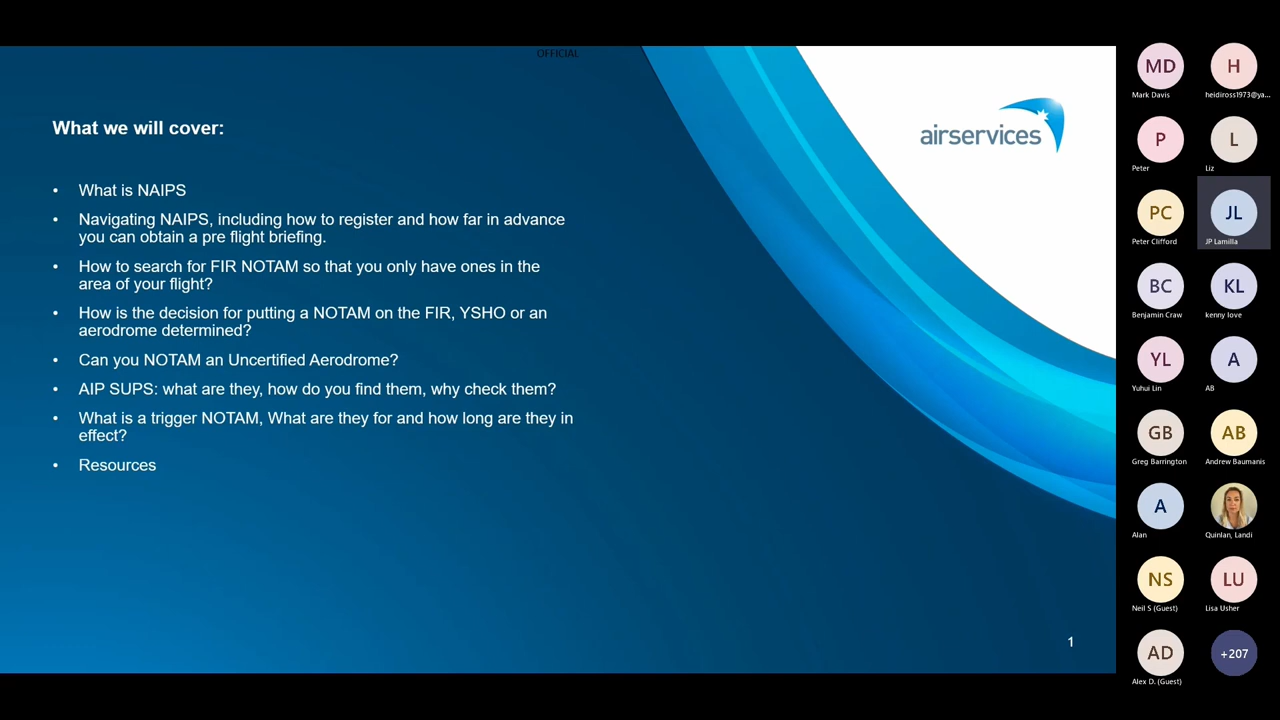 OFFICIAL
What we will cover:
airservices
• What is NAIPS
• Navigating NAIPS, including how to register and how far in advance
you can obtain a pre flight briefing.
• How to search for FIR NOTAM so that you only have ones in the
area of your flight?
• How is the decision for putting a NOTAM on the FIR, YSHO or an
aerodrome determined?
• Can you NOTAM an Uncertified Aerodrome?
• AIP SUPS: what are they, how do you find them, why check them?
• What is a trigger NOTAM, What are they for and how long are they in
effect?
• Resources
1
MD
H
Mark Davis
heidiross1973@ya...
P
L
Peter
Liz
PC
JL
Peter Clifford
JP Lamilla
BC
KL
Benjamin Craw
kenny love
YL
A
Yuhui Lin
AB
GB
AB
Greg Barrington
Andrew Baumanis
A
Alan
Quinlan, Landi
NS
LU
Neil S (Guest)
Lisa Usher
AD
+207
Alex D. (Guest)